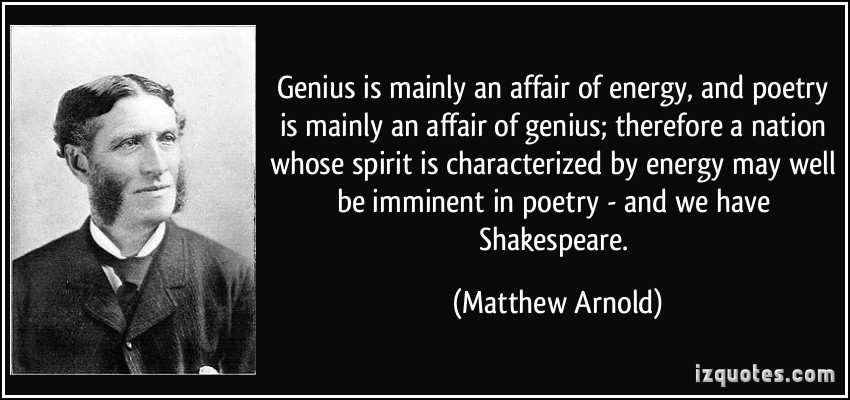 Genius is mainly an affair of energy, and poetry
is mainly an affair of genius; therefore a nation
whose spirit is characterized by energy may well
be imminent in poetry - and we have
Shakespeare.
(Matthew Arnold)
izquotes.com